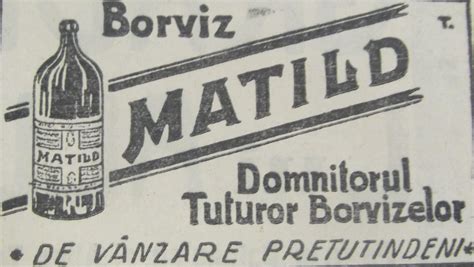 Borviz
T.
MATILD
MATILD
Domnitorul
Tuturor Borvizelor
• DE VÂNZARE PRETUTINDENI •